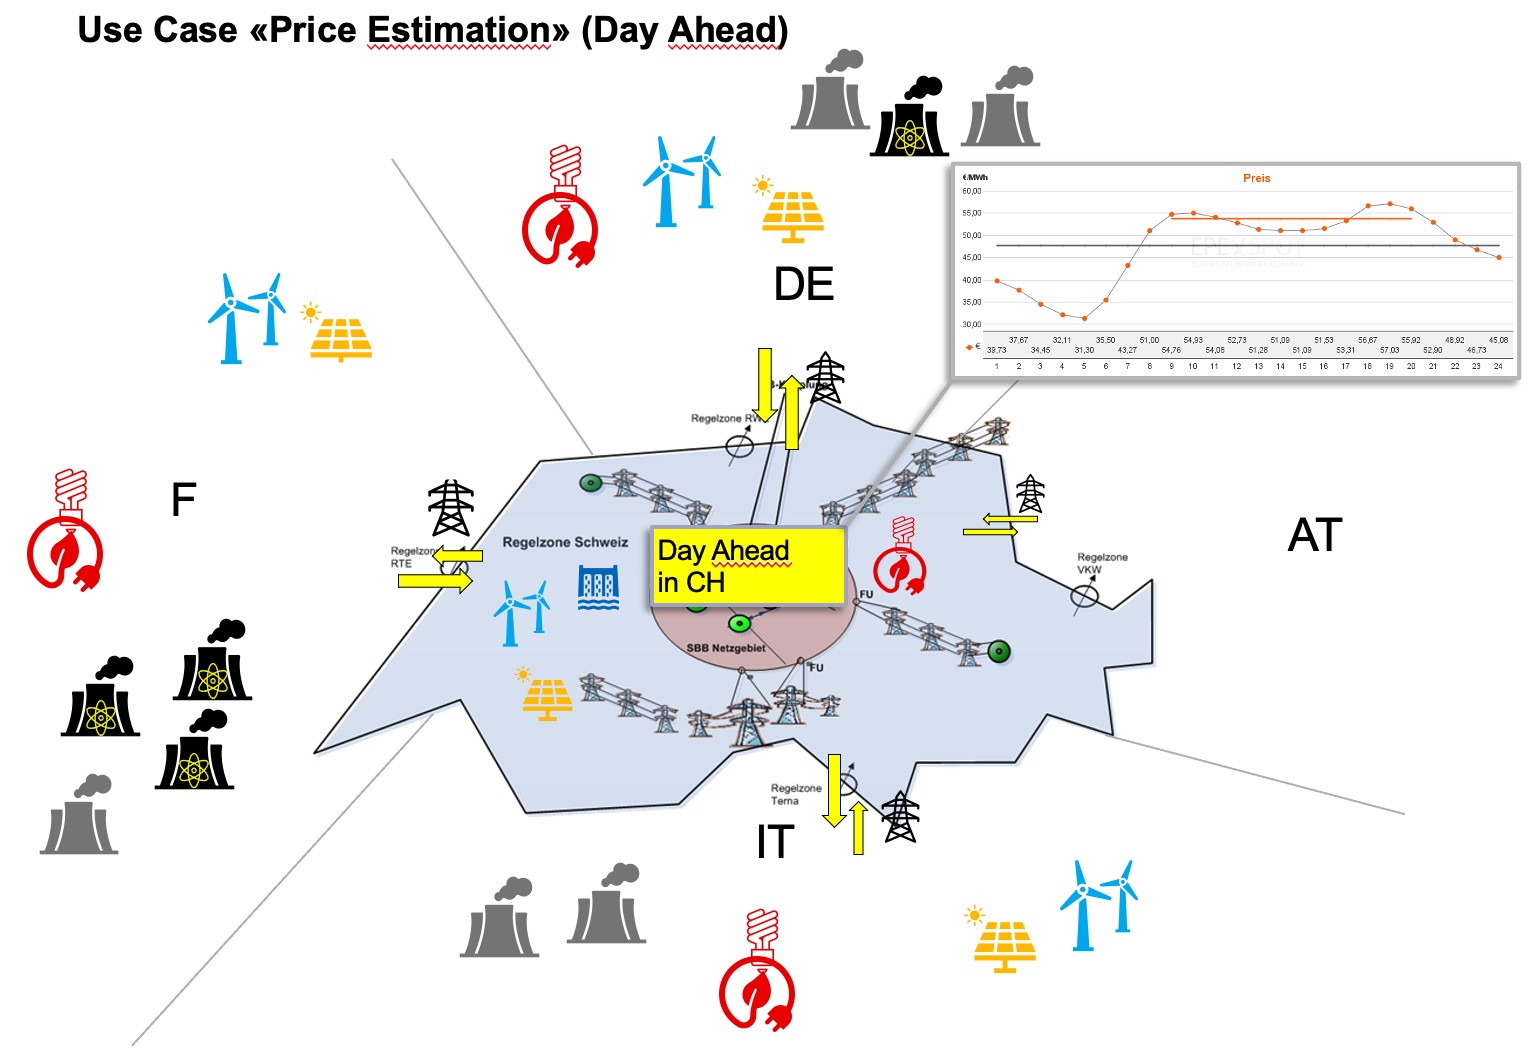 Use Case «Price Estimation» (Day Ahead)
€/MWh
Preis
60,00
55,00
50,00
45,00
40,00
35,00
30,00
EPEXSPOT
EUROPEAN POWER EXCHANGE
37,67 32,11 35,50 51,00 54,93 52,73 51,09 51,53 56,67 55,92 48,92 45,08
€ 39,73 34,45 31,30 43,27 54,76 54,08 51,28 51,09 53,31 57,03 52,90 46,73
1 2 3 4 5 6 7 8 9 10 11 12 13 14 15 16 17 18 19 20 21 22 23 24
DE
Regelzone
F
Regelzone Schweiz
Regelzone
RTE
Day Ahead
in CH
AT
Regelzone
VKW
FU
SBB Netzgebiet
FU
Regelzone
Terna
IT